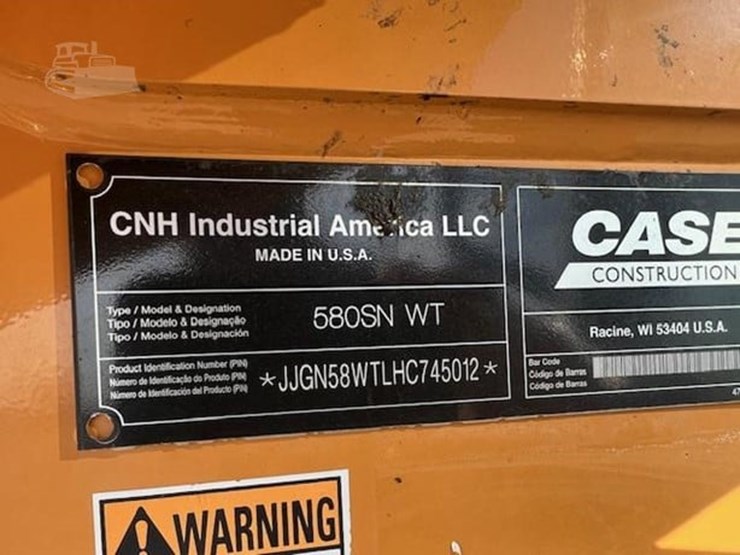 CNH Industrial America LLC
MADE IN U.S.A.
Type / Model & Designation
Tipo / Modelo & Designação
Tipo / Modelo & Designación
580SN WT
Product Identification Number (PIN)
Número de Identificação do Produto (PIN)
Número de Identificación del Producto (PIN)
*JJGN58WTLHC745012*
CASE
CONSTRUCTION
Racine, WI 53404 U.S.A.
Bar Code
Código de Barras
Código de Barras
47
WARNING